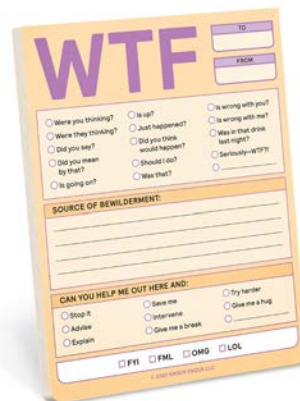 WTF
TO
FROM
Were you thinking?
Were they thinking?
Did you say?
Did you mean
by that?
Is going on?
Is up?
Just happened?
Did you think
would happen?
Should I do?
Was that?
Is wrong with you?
Is wrong with me?
Was in that drink
last night?
Seriously—WTF?!
SOURCE OF BEWILDERMENT:
CAN YOU HELP ME OUT HERE AND:
Stop it
Advise
Explain
Save me
Intervene
Give me a break
Try harder
Give me a hug
FYI FML OMG LOL
KNOCK KNOCK LLC